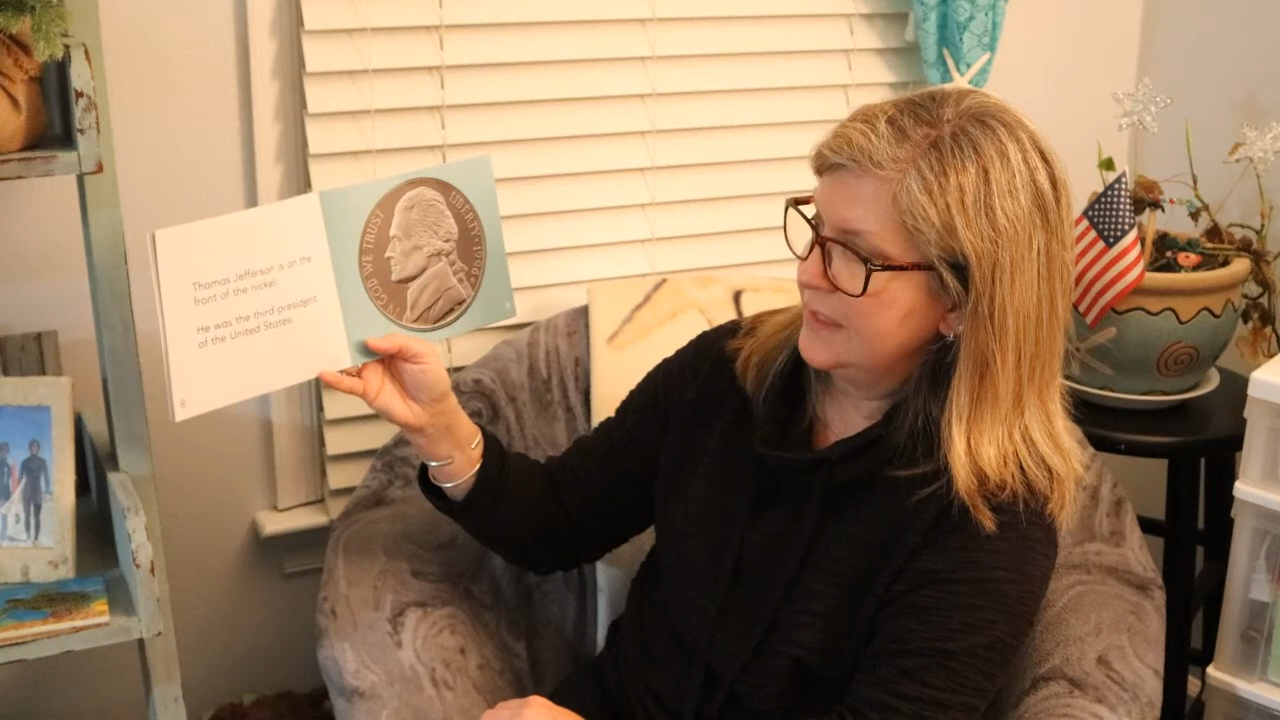 Thomas Jefferson is on the
front of the nickel.
He was the third president
of the United States.
8
IN GOD WE TRUST
LIBERTY · 1996